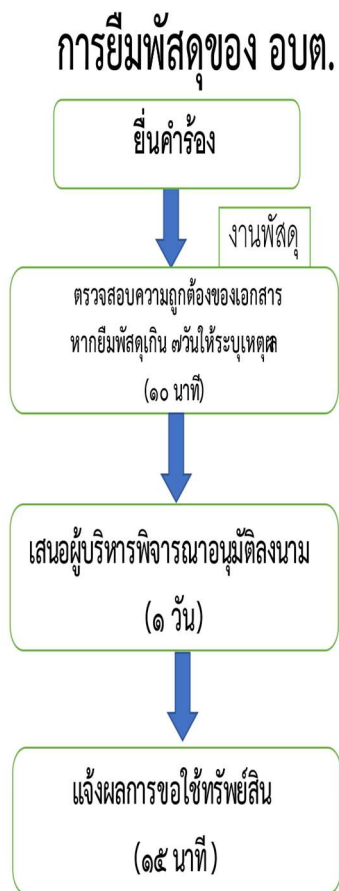 การยืมพัสดุของ อบต.
ยื่นคำร้อง
งานพัสดุ
ตรวจสอบความถูกต้องของเอกสาร
หากยืมพัสดุเกิน ๗วันให้ระบุเหตุผล
(๑๐ นาที)
เสนอผู้บริหารพิจารณาอนุมัติลงนาม
(๑ วัน)
แจ้งผลการขอใช้ทรัพย์สิน
(๑๕ นาที)